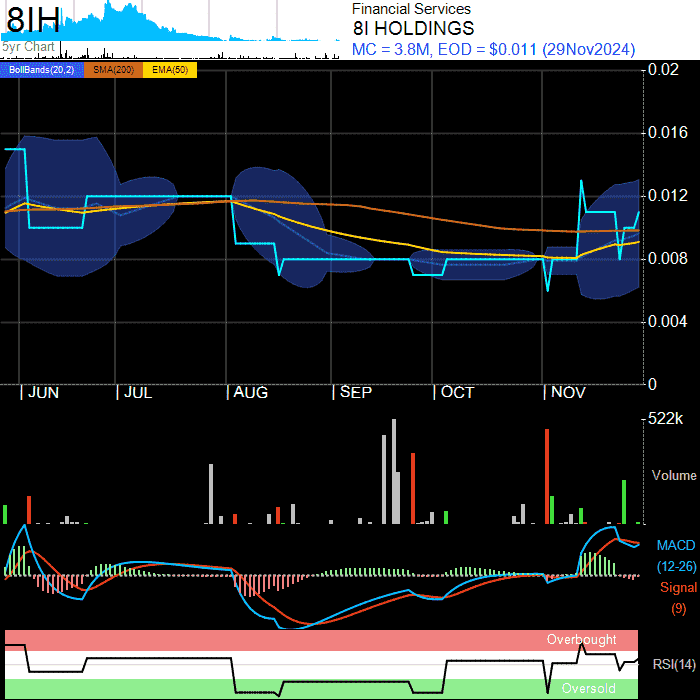 8IH
Financial Services
8I HOLDINGS
5yr Chart
MC = 3.8M, EOD = $0.011 (29Nov2024)
BollBands(20,2) SMA(200) EMA(50)
0.02
0.016
0.012
0.008
0.004
0
JUN JUL AUG SEP OCT NOV
522k
Volume
MACD
(12-26)
Signal
(9)
Overbought
RSI(14)
Oversold